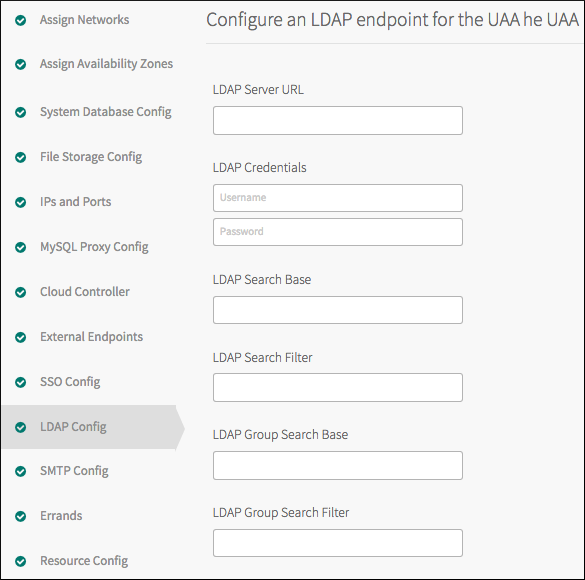 Assign Networks
Assign Availability Zones
System Database Config
File Storage Config
IPs and Ports
MySQL Proxy Config
Cloud Controller
External Endpoints
SSO Config
LDAP Config
SMTP Config
Errands
Resource Config
Configure an LDAP endpoint for the UAA he UAA
LDAP Server URL
LDAP Credentials
Username
Password
LDAP Search Base
LDAP Search Filter
LDAP Group Search Base
LDAP Group Search Filter